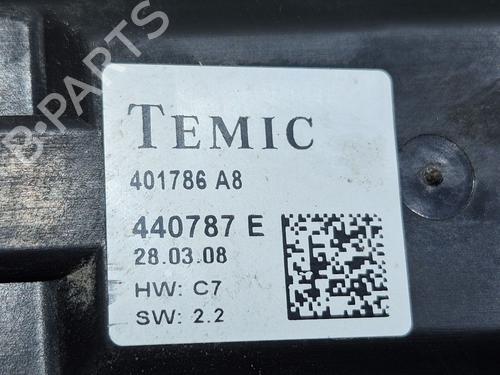 B-PARTS
TEMIC
401786 A8
440787 E
28.03.08
HW: C7
SW: 2.2